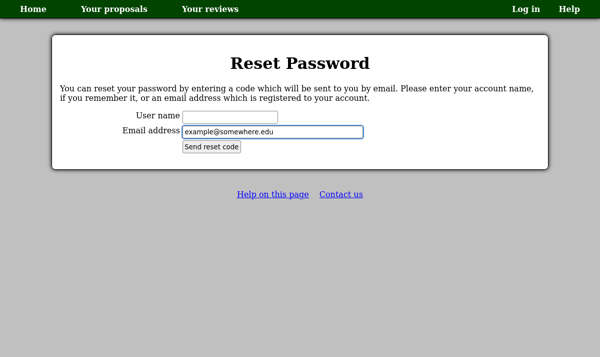 Home Your proposals Your reviews Log in Help
Reset Password
You can reset your password by entering a code which will be sent to you by email. Please enter your account name,
if you remember it, or an email address which is registered to your account.
User name
Email address example@somewhere.edu
Send reset code
Help on this page Contact us